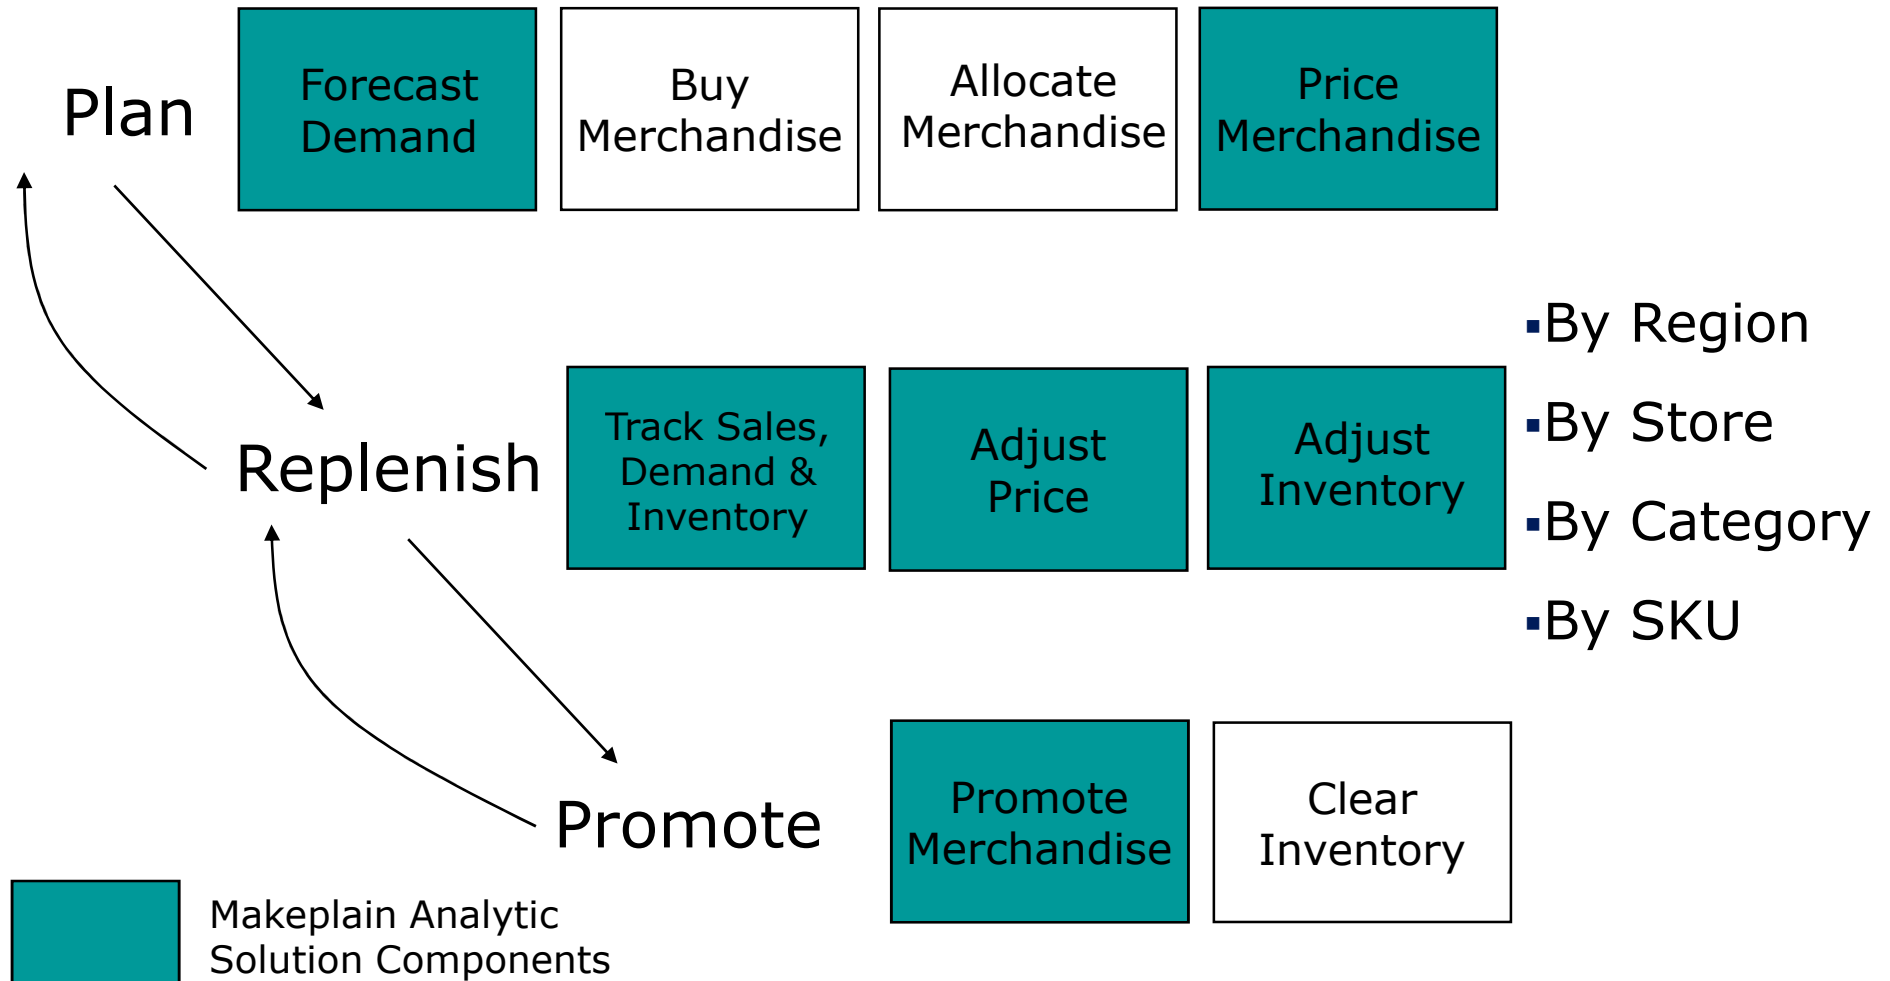 Plan
Forecast
Demand
Buy
Merchandise
Allocate
Merchandise
Price
Merchandise
Replenish
Track Sales,
Demand &
Inventory
Adjust
Price
Adjust
Inventory
▪By Region
▪By Store
▪By Category
▪By SKU
Promote
Promote
Merchandise
Clear
Inventory
Makeplain Analytic
Solution Components